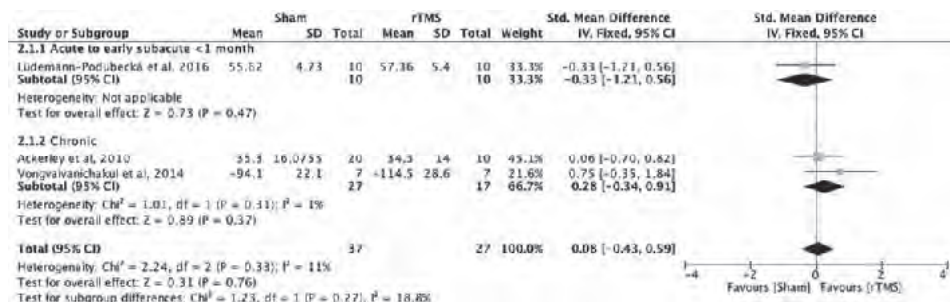 Sham rTMS Std. Mean Difference Std. Mean Difference
Study or Subgroup Mean SD Total Mean SD Total Weight IV, Fixed, 95% CI IV, Fixed, 95% CI
2.1.1 Acute to early subacute <1 month
Lüdemann-Podubecká et al. 2016 55.62 4.73 10 57.36 5.4 10 33.3% -0.33 [-1.21, 0.56]
Subtotal (95% CI) 10 10 33.3% -0.33 [-1.21, 0.56]
Heterogeneity: Not applicable
Test for overall effect: Z = 0.73 (P = 0.47)
2.1.2 Chronic
Ackerley et al, 2010 16.0755 20 14 10 45.1% 0.06 [-0.70, 0.82]
et al, 2014 -94.1 22.1 7 -114.5 28.6 7 21.6% 0.75 [-0.35, 1.84]
Subtotal (95% CI) 27 17 66.7% 0.28 [-0.34, 0.91]
Heterogeneity: Chi² = 1.01, df = 1 (P = 0.31); I² = 1%
Test for overall effect: Z = 0.89 (P = 0.37)
Total (95% CI) 37 27 100.0% 0.08 [-0.43, 0.59]
Heterogeneity: Chi² = 2.24, df = 2 (P = 0.33); I² = 11%
Test for overall effect: Z = 0.31 (P = 0.76)
Test for subgroup differences: Chi² = 1.23, df = 1 (P = 0.27), I² = 18.8%
-4 -2 0 2 4
Favours [Sham] Favours [rTMS]